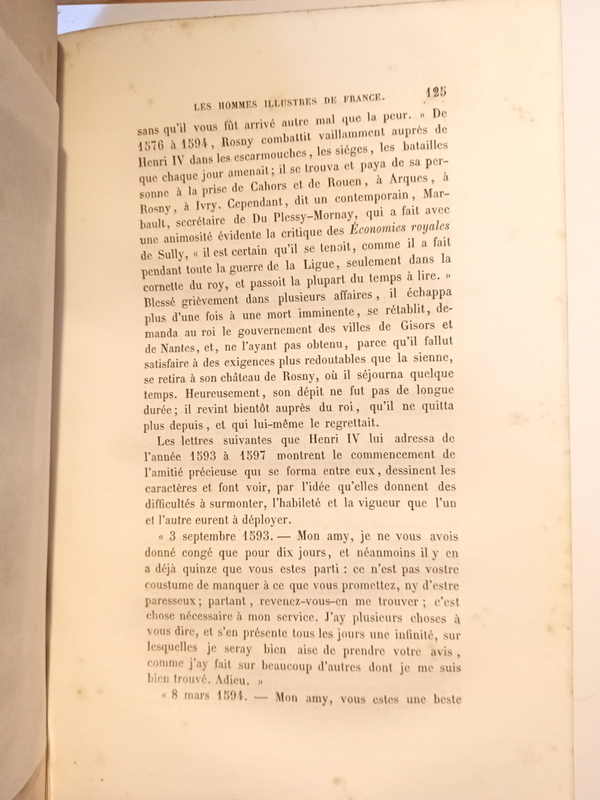 LES HOMMES ILLUSTRES DE FRANCE. 125
sans qu'il vous fût arrivé autre mal que la peur. » De
1576 à 1594, Rosny combattit vaillamment auprès de
Henri IV dans les escarmouches, les siéges, les batailles
que chaque jour amenait; il se trouva et paya de sa per-
sonne à la prise de Cahors et de Rouen, à Arques, à
Rosny, à Ivry. Cependant, dit un contemporain, Mar-
bault, secrétaire de Du Plessy-Mornay, qui a fait avec
une animosité évidente la critique des Économies royales
de Sully, « il est certain qu'il se tenoit, comme il a fait
pendant toute la guerre de la Ligue, seulement dans la
cornette du roy, et passoit la plupart du temps à lire. »
Blessé grièvement dans plusieurs affaires, il échappa
plus d'une fois à une mort imminente, se rétablit, de-
manda au roi le gouvernement des villes de Gisors et
de Nantes, et, ne l'ayant pas obtenu, parce qu'il fallut
satisfaire à des exigences plus redoutables que la sienne,
se retira à son château de Rosny, où il séjourna quelque
temps. Heureusement, son dépit ne fut pas de longue
durée; il revint bientôt auprès du roi, qu'il ne quitta
plus depuis, et qui lui-même le regrettait.
Les lettres suivantes que Henri IV lui adressa de
l'année 1593 à 1597 montrent le commencement de
l'amitié précieuse qui se forma entre eux, dessinent les
caractères et font voir, par l'idée qu'elles donnent des
difficultés à surmonter, l'habileté et la vigueur que l'un
et l'autre eurent à déployer.
« 3 septembre 1593. — Mon amy, je ne vous avois
donné congé que pour dix jours, et néanmoins il y en
a déjà quinze que vous estes parti : ce n'est pas vostre
coustume de manquer à ce que vous promettez, ny d'estre
paresseux; partant, revenez-vous-en me trouver; c'est
chose nécessaire à mon service. J'ay plusieurs choses à
vous dire, et s'en présente tous les jours une infinité, sur
lesquelles je seray bien aise de prendre votre avis,
comme j'ay fait sur beaucoup d'autres dont je me suis
bien trouvé. Adieu. »
« 8 mars 1594. — Mon amy, vous estes une beste